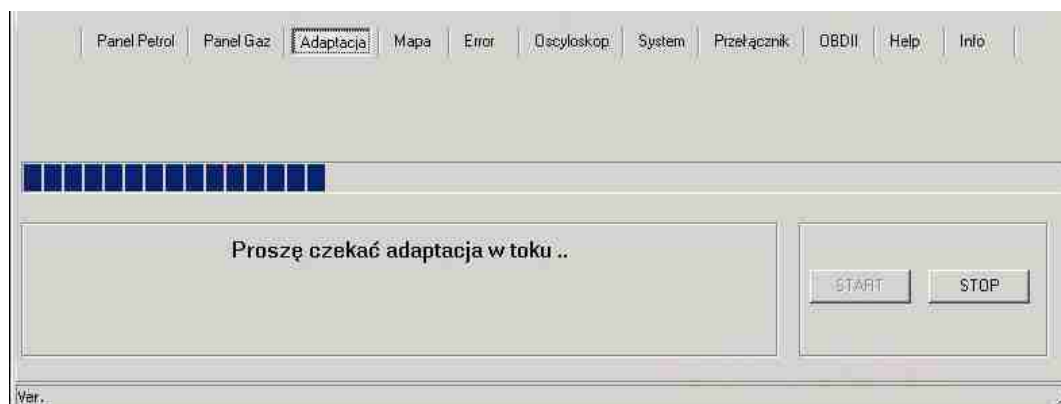 Panel Petrol Panel Gaz Adaptacja Mapa Error Oscyloskop System Przełącznik OBDII Help Info
Proszę czekać adaptacja w toku ..
START STOP
Ver.